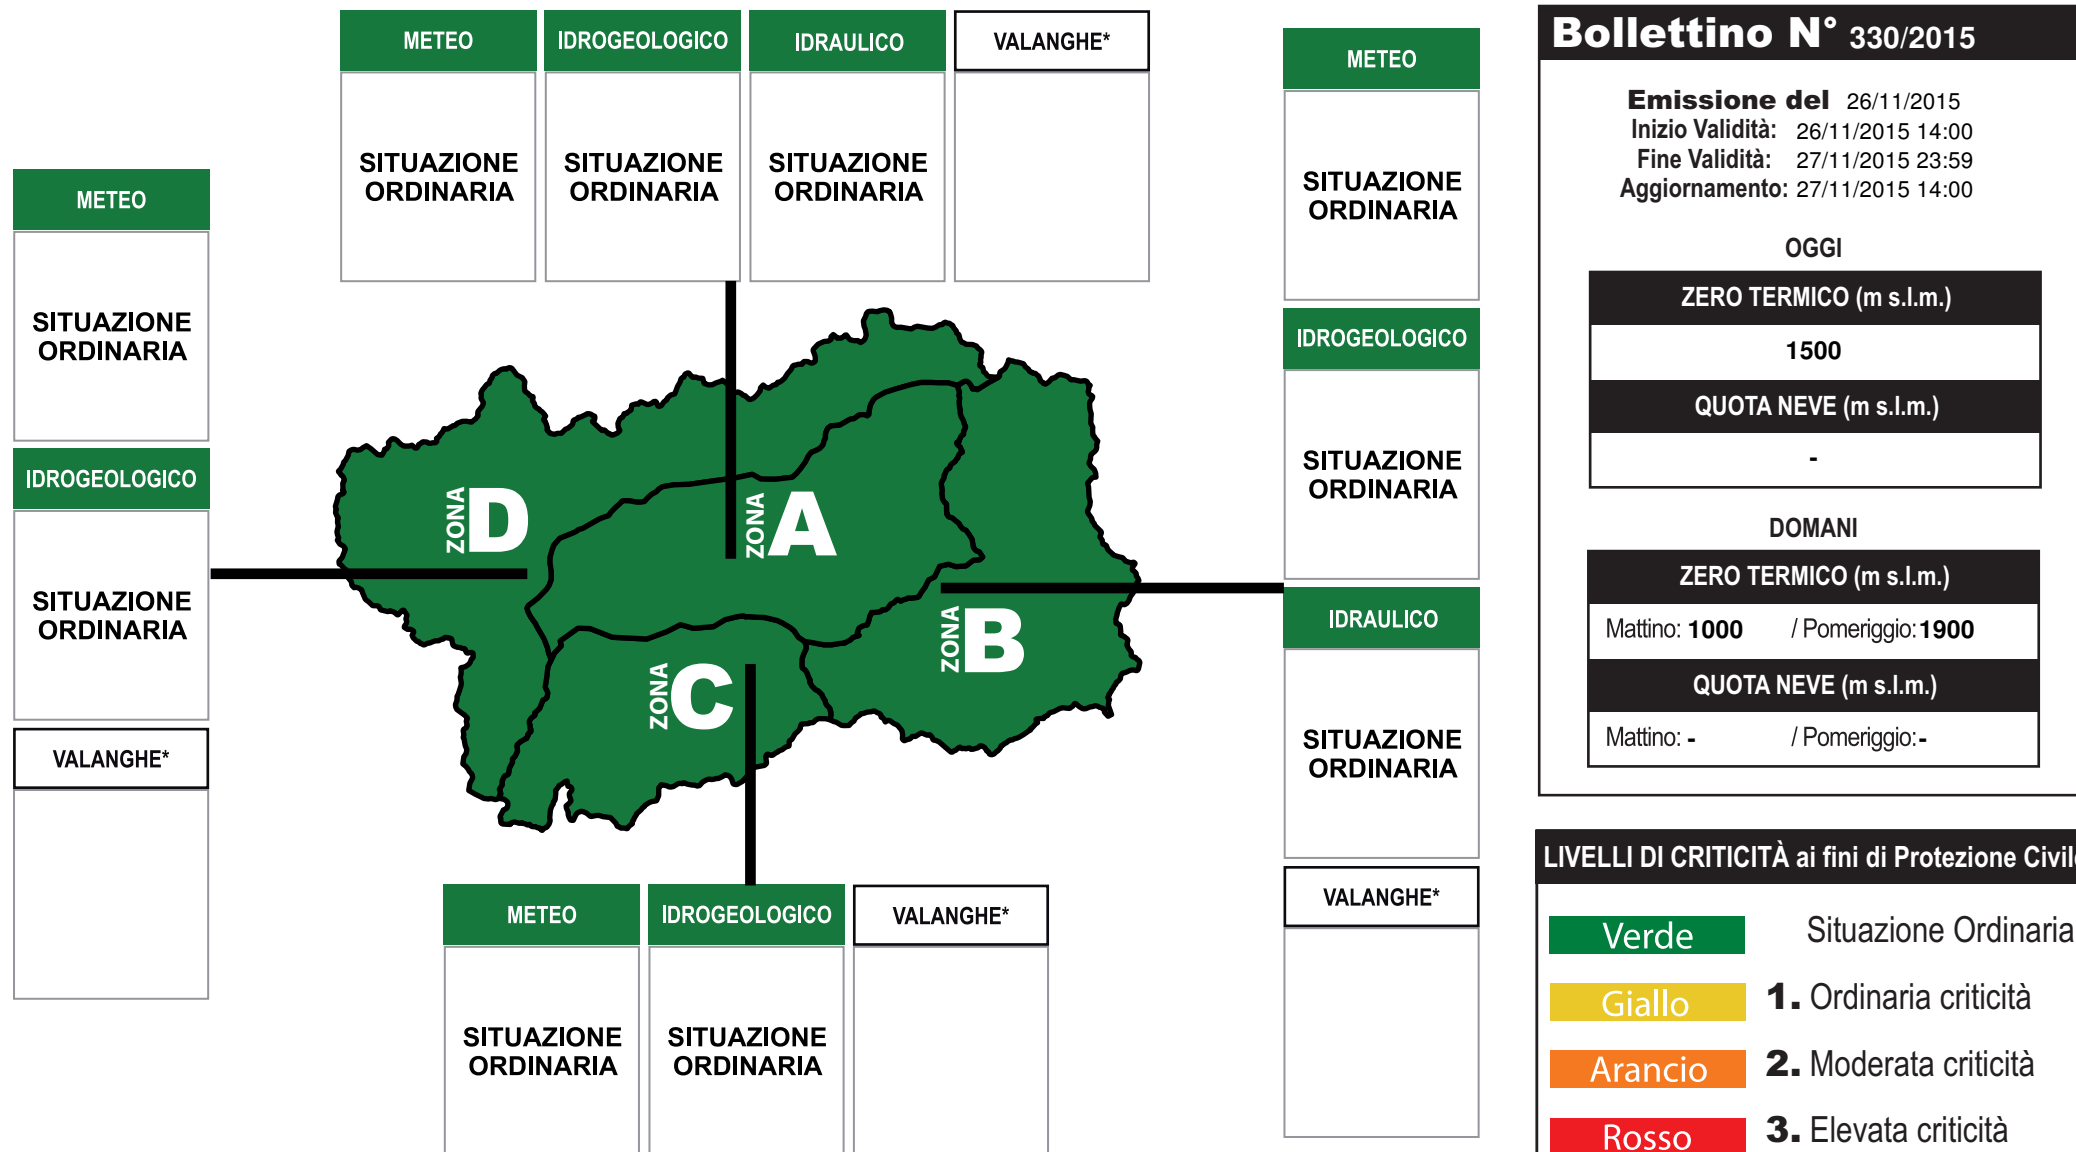 METEO
IDROGEOLOGICO
IDRAULICO
VALANGHE*
SITUAZIONE
ORDINARIA
SITUAZIONE
ORDINARIA
SITUAZIONE
ORDINARIA
METEO
SITUAZIONE
ORDINARIA
IDROGEOLOGICO
SITUAZIONE
ORDINARIA
VALANGHE*
METEO
SITUAZIONE
ORDINARIA
IDROGEOLOGICO
SITUAZIONE
ORDINARIA
IDRAULICO
SITUAZIONE
ORDINARIA
VALANGHE*
ZONA D
ZONA A
ZONA B
ZONA C
METEO
IDROGEOLOGICO
VALANGHE*
SITUAZIONE
ORDINARIA
SITUAZIONE
ORDINARIA
Bollettino N° 330/2015
Emissione del 26/11/2015
Inizio Validità: 26/11/2015 14:00
Fine Validità: 27/11/2015 23:59
Aggiornamento: 27/11/2015 14:00
OGGI
ZERO TERMICO (m s.l.m.)
1500
QUOTA NEVE (m s.l.m.)
-
DOMANI
ZERO TERMICO (m s.l.m.)
Mattino: 1000 / Pomeriggio: 1900
QUOTA NEVE (m s.l.m.)
Mattino: - / Pomeriggio: -
LIVELLI DI CRITICITÀ ai fini di Protezione Civile
Verde Situazione Ordinaria
Giallo 1. Ordinaria criticità
Arancio 2. Moderata criticità
Rosso 3. Elevata criticità